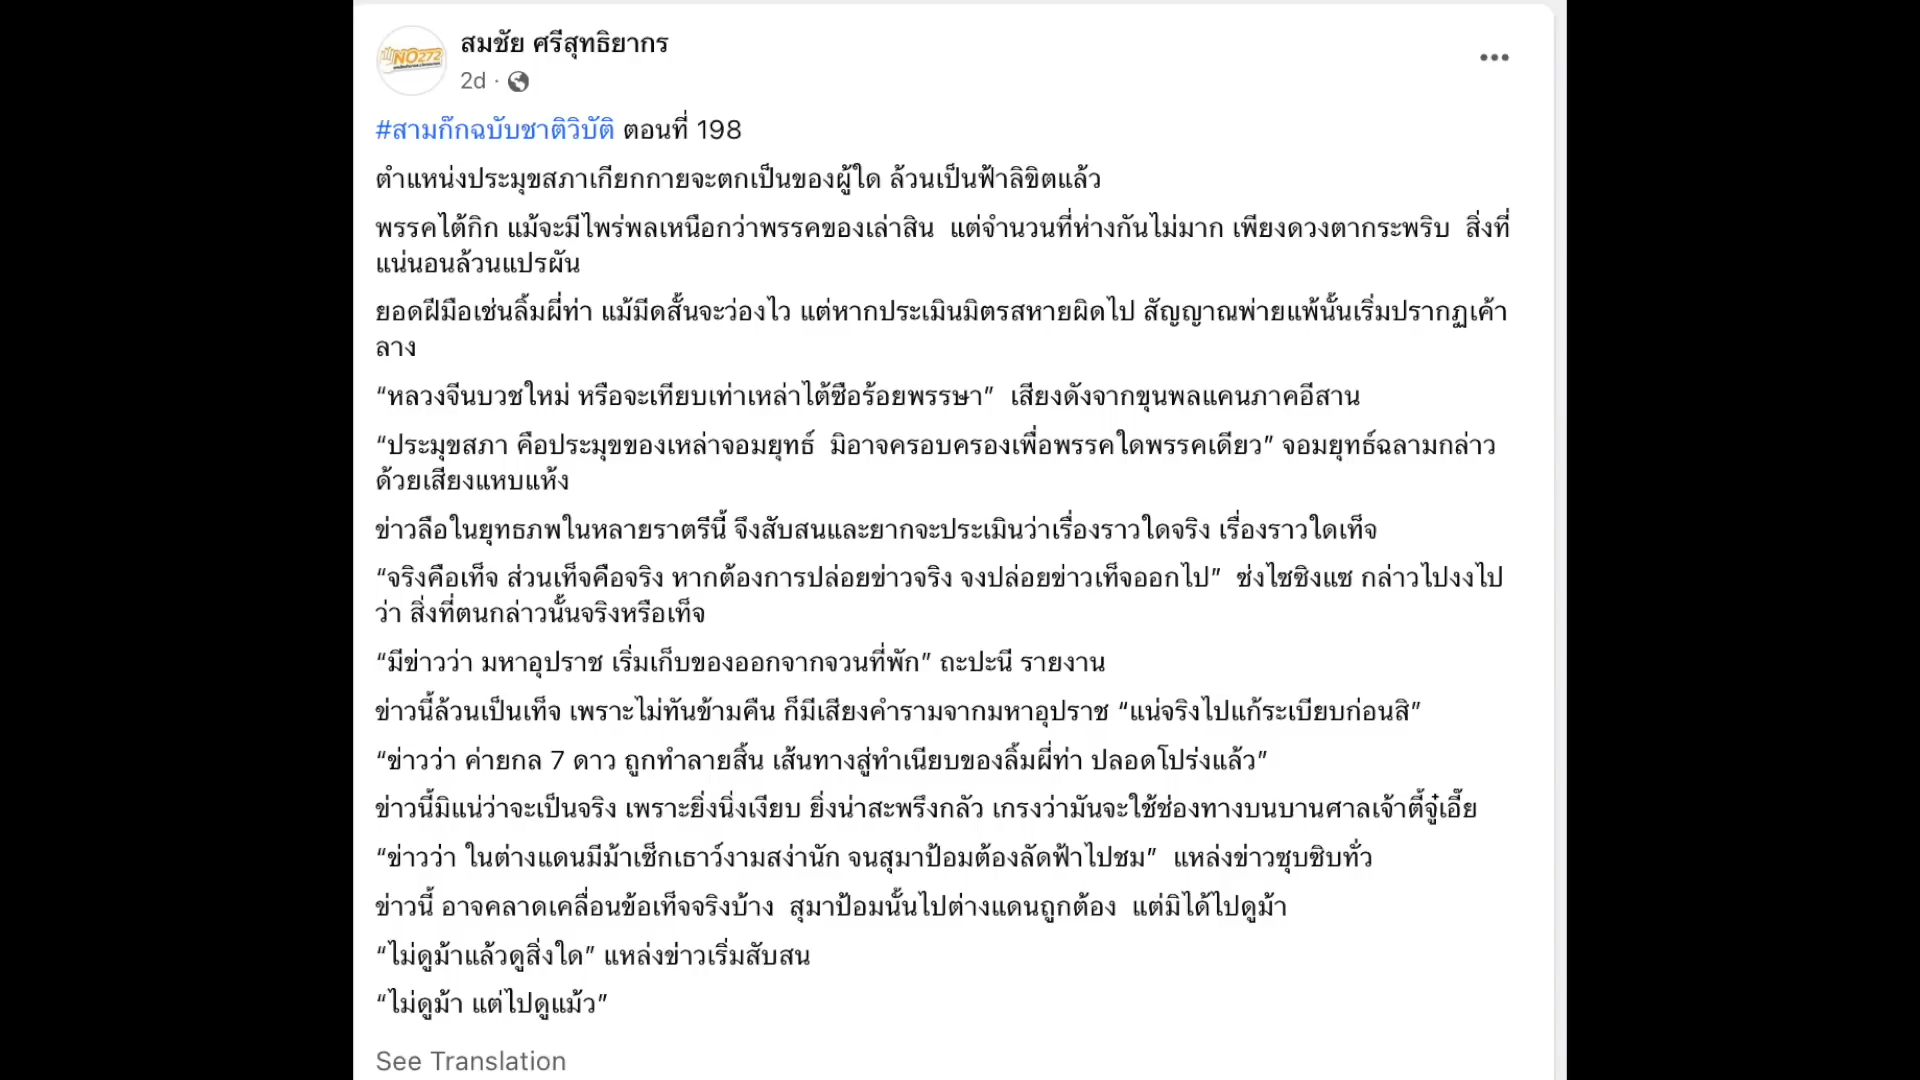 NO272
สมชัย ศรีสุทธิยากร
2d ·
#สามก๊กฉบับชาติวิบัติ ตอนที่ 198
ตำแหน่งประมุขสภาเกียกกายจะตกเป็นของผู้ใด ล้วนเป็นฟ้าลิขิตแล้ว
พรรคไต้กิก แม้จะมีไพร่พลเหนือกว่าพรรคของเล่าสิน แต่จำนวนที่ห่างกันไม่มาก เพียงดวงตากระพริบ สิ่งที่
แน่นอนล้วนแปรผัน
ยอดฝีมือเช่นลิ้มผี่ท่า แม้มีดสั้นจะว่องไว แต่หากประเมินมิตรสหายผิดไป สัญญาณพ่ายแพ้นั้นเริ่มปรากฏเค้า
ลาง
“หลวงจีนบวชใหม่ หรือจะเทียบเท่าเหล่าไต้ซือร้อยพรรษา” เสียงดังจากขุนพลแคนภาคอีสาน
“ประมุขสภา คือประมุขของเหล่าจอมยุทธ์ มิอาจครอบครองเพื่อพรรคใดพรรคเดียว” จอมยุทธ์ฉลามกล่าว
ด้วยเสียงแหบแห้ง
ข่าวลือในยุทธภพในหลายราตรีนี้ จึงสับสนและยากจะประเมินว่าเรื่องราวใดจริง เรื่องราวใดเท็จ
“จริงคือเท็จ ส่วนเท็จคือจริง หากต้องการปล่อยข่าวจริง จงปล่อยข่าวเท็จออกไป” ช่งไชซิงแซ กล่าวไปงงไป
ว่า สิ่งที่ตนกล่าวนั้นจริงหรือเท็จ
“มีข่าวว่า มหาอุปราช เริ่มเก็บของออกจากจวนที่พัก” ถะปะนี รายงาน
ข่าวนี้ล้วนเป็นเท็จ เพราะไม่ทันข้ามคืน ก็มีเสียงคำรามจากมหาอุปราช “แน่จริงไปแก้ระเบียบก่อนสิ”
“ข่าวว่า ค่ายกล 7 ดาว ถูกทำลายสิ้น เส้นทางสู่ทำเนียบของลิ้มผี่ท่า ปลอดโปร่งแล้ว”
ข่าวนี้มิแน่ว่าจะเป็นจริง เพราะยิ่งนิ่งเงียบ ยิ่งน่าสะพรึงกลัว เกรงว่ามันจะใช้ช่องทางบนบานศาลเจ้าตี้จู๋เอี๊ย
“ข่าวว่า ในต่างแดนมีม้าเซ็กเธาว์งามสง่านัก จนสุมาป้อมต้องลัดฟ้าไปชม” แหล่งข่าวซุบซิบทั่ว
ข่าวนี้ อาจคลาดเคลื่อนข้อเท็จจริงบ้าง สุมาป้อมนั้นไปต่างแดนถูกต้อง แต่มิได้ไปดูม้า
“ไม่ดูม้าแล้วดูสิ่งใด” แหล่งข่าวเริ่มสับสน
“ไม่ดูม้า แต่ไปดูแม้ว”
See Translation